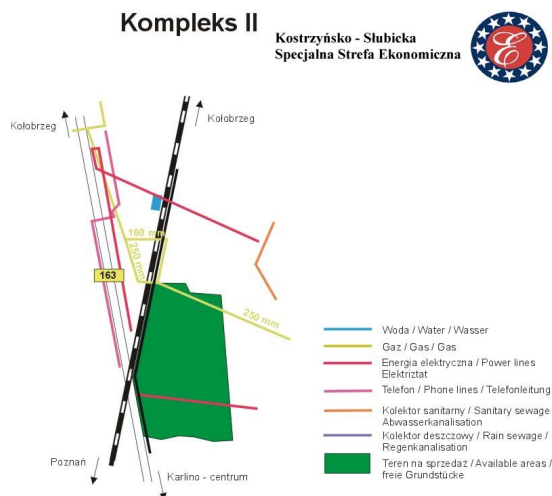 Kompleks II
Kostrzyńsko - Słubicka
Specjalna Strefa Ekonomiczna
E
Kołobrzeg
Kołobrzeg
160 mm
250 mm
163
250 mm
Poznań
Karlino - centrum
Woda / Water / Wasser
Gaz / Gas / Gas
Energia elektryczna / Power lines
Elektriztat
Telefon / Phone lines / Telefonleitung
Kolektor sanitarny / Sanitary sewage
Abwasserkanalisation
Kolektor deszczowy / Rain sewage /
Regenkanalisation
Teren na sprzedaż / Available areas /
freie Grundstücke